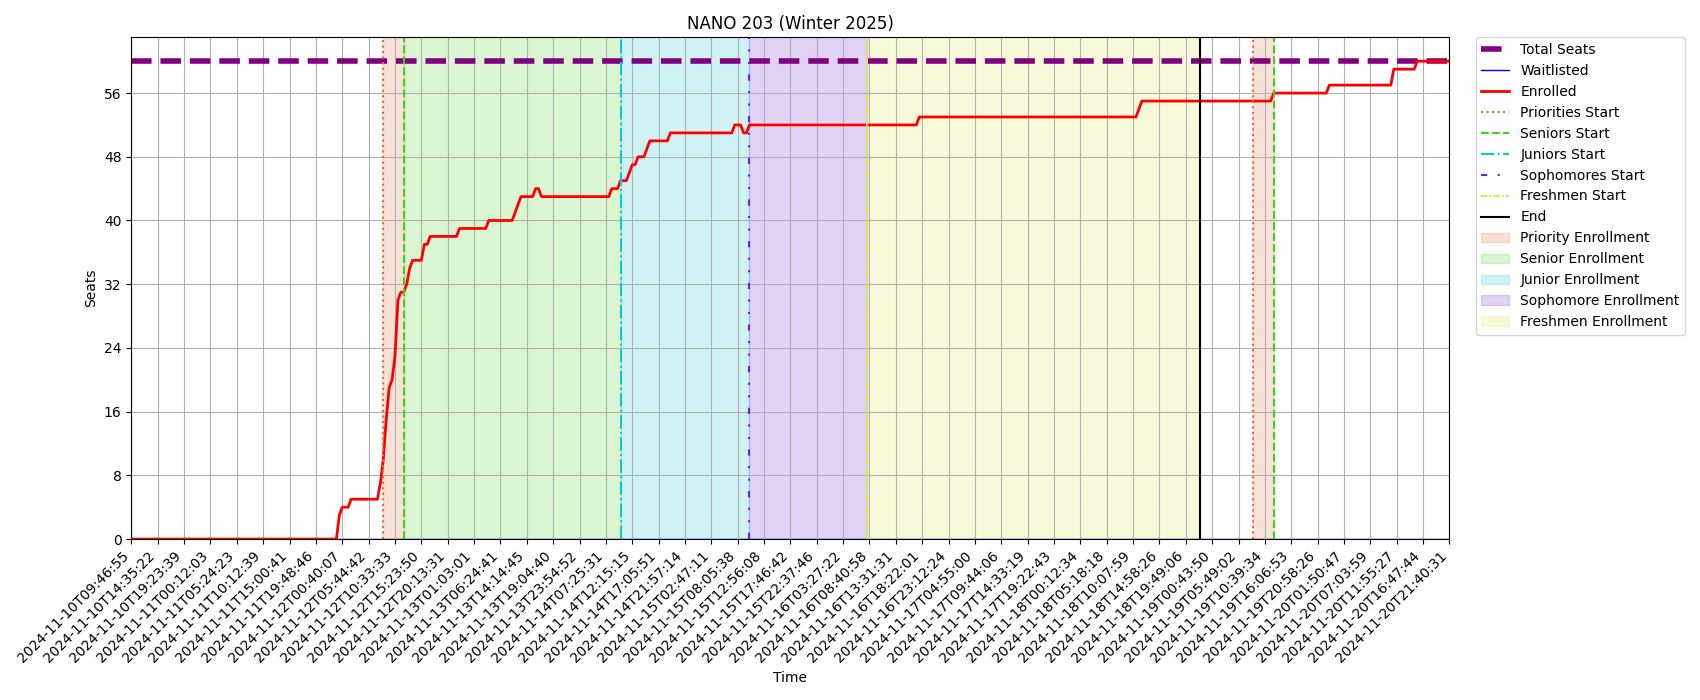 NANO 203 (Winter 2025)
Seats
56
48
40
32
24
16
8
0
2024-11-10T09:46:55
2024-11-10T14:35:22
2024-11-10T19:23:39
2024-11-11T00:12:03
2024-11-11T05:24:23
2024-11-11T10:12:39
2024-11-11T15:00:41
2024-11-11T19:48:46
2024-11-12T00:40:07
2024-11-12T05:44:42
2024-11-12T10:33:33
2024-11-12T15:23:50
2024-11-12T20:13:31
2024-11-13T01:03:01
2024-11-13T06:24:41
2024-11-13T14:14:45
2024-11-13T19:04:40
2024-11-13T23:54:52
2024-11-14T07:25:31
2024-11-14T12:15:15
2024-11-14T17:05:51
2024-11-14T21:57:14
2024-11-15T02:47:11
2024-11-15T08:05:38
2024-11-15T12:56:08
2024-11-15T17:46:42
2024-11-15T22:37:46
2024-11-16T03:27:22
2024-11-16T08:40:58
2024-11-16T13:31:31
2024-11-16T18:22:01
2024-11-16T23:12:24
2024-11-17T04:55:00
2024-11-17T09:44:06
2024-11-17T14:33:19
2024-11-17T19:22:43
2024-11-18T00:12:34
2024-11-18T05:18:18
2024-11-18T10:07:59
2024-11-18T14:58:26
2024-11-18T19:49:06
2024-11-19T00:43:50
2024-11-19T05:49:02
2024-11-19T10:39:34
2024-11-19T16:06:53
2024-11-19T20:58:26
2024-11-20T01:50:47
2024-11-20T07:03:59
2024-11-20T11:55:27
2024-11-20T16:47:44
2024-11-20T21:40:31
Time
Total Seats
Waitlisted
Enrolled
Priorities Start
Seniors Start
Juniors Start
Sophomores Start
Freshmen Start
End
Priority Enrollment
Senior Enrollment
Junior Enrollment
Sophomore Enrollment
Freshmen Enrollment